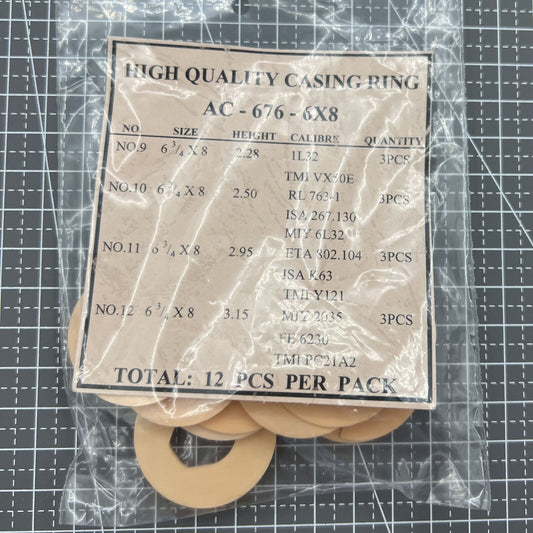 HIGH QUALITY CASING RING
AC - 676 - 6X8
NO. SIZE HEIGHT CALIBRE QUANTITY
NO.9 6 3/4 X 8 2.28 1L32 3PCS
TMI VX50E
NO.10 6 3/4 X 8 2.50 RL 763-1 3PCS
ISA 267.130
MIY 6L32
NO.11 6 3/4 X 8 2.95 ETA 802.104 3PCS
ISA K63
TMI Y121
NO.12 6 3/4 X 8 3.15 MIY 2035 3PCS
FE 6230
TMI PC21A2
TOTAL: 12 PCS PER PACK